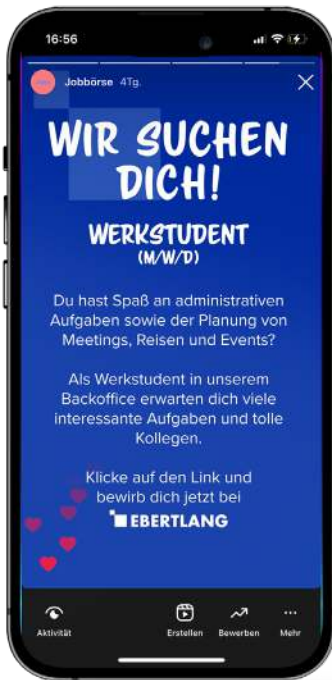 16:56
Jobbörse 4Tg.
WIR SUCHEN
DICH!
WERKSTUDENT
(M/W/D)
Du hast Spaß an administrativen
Aufgaben sowie der Planung von
Meetings, Reisen und Events?
Als Werkstudent in unserem
Backoffice erwarten dich viele
interessante Aufgaben und tolle
Kollegen.
Klicke auf den Link und
bewirb dich jetzt bei
EBERTLANG
Aktivität Erstellen Bewerben Mehr